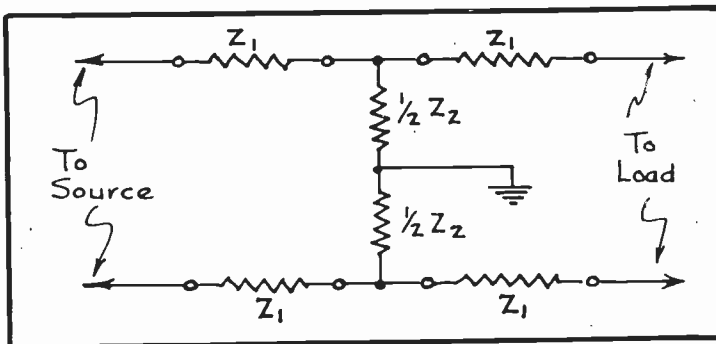 Z₁ Z₁
½ Z₂
To
Source
To
Load
½ Z₂
Z₁ Z₁